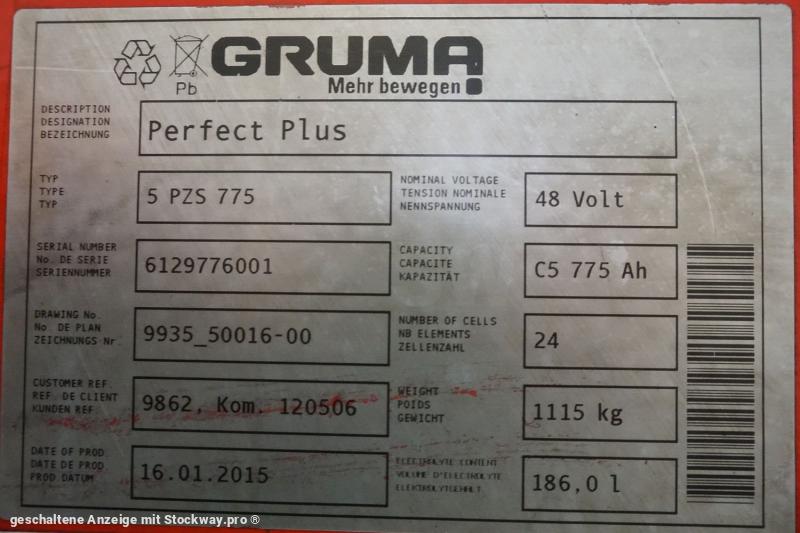 GRUMA
Pb
Mehr bewegen
DESCRIPTION
DESIGNATION
BEZEICHNUNG
Perfect Plus
TYP
TYPE
TYP
5 PZS 775
NOMINAL VOLTAGE
TENSION NOMINALE
NENNSPANNUNG
48 Volt
SERIAL NUMBER
No. DE SERIE
SERIENNUMMER
6129776001
CAPACITY
CAPACITE
KAPAZITÄT
C5 775 Ah
DRAWING No.
No. DE PLAN
ZEICHNUNGS-Nr.
9935_50016-00
NUMBER OF CELLS
NB ELEMENTS
ZELLENZAHL
24
CUSTOMER REF.
REF. DE CLIENT
KUNDEN REF.
9862, Kom. 120506
WEIGHT
POIDS
GEWICHT
1115 kg
DATE OF PROD.
DATE DE PROD.
PROD.DATUM
16.01.2015
ELECTROLYTE CONTENT
VOLUME D'ELECTROLYTE
ELEKTROLYTGEHALT
186,0 l
geschaltene Anzeige mit Stockway.pro ®